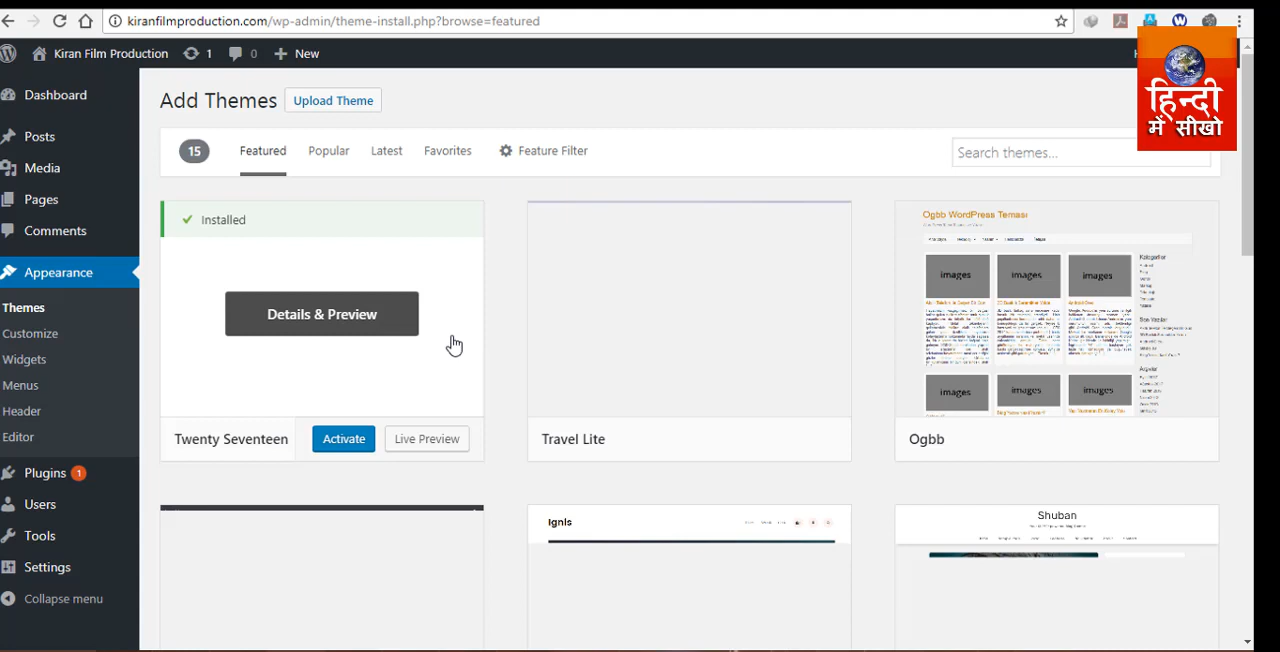 kiranfilmproduction.com/wp-admin/theme-install.php?browse=featured
Kiran Film Production 1 0 New
हिन्दी
में सीखो
Dashboard
Posts
Media
Pages
Comments
Appearance
Themes
Customize
Widgets
Menus
Header
Editor
Plugins 1
Users
Tools
Settings
Collapse menu
Add Themes Upload Theme
15 Featured Popular Latest Favorites Feature Filter Search themes...
Installed
Details & Preview
Twenty Seventeen Activate Live Preview
Travel Lite
Ogbb WordPress Teması
images images images
images images images
Kategoriler
Son Yazılar
Ogbb
Ignis
Shuban